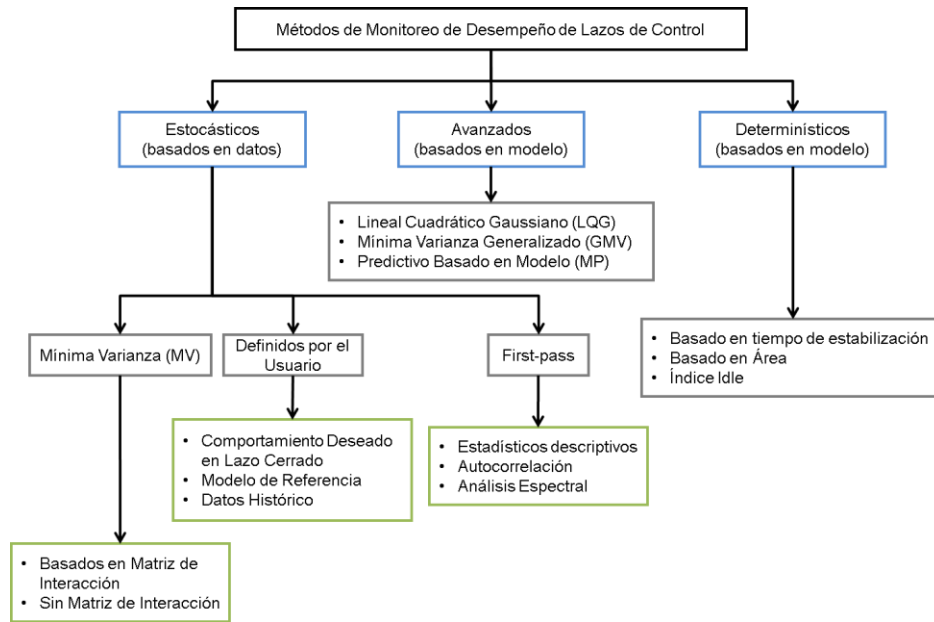 Métodos de Monitoreo de Desempeño de Lazos de Control
Estocásticos
(basados en datos)
Avanzados
(basados en modelo)
Determinísticos
(basados en modelo)
• Lineal Cuadrático Gaussiano (LQG)
• Mínima Varianza Generalizado (GMV)
• Predictivo Basado en Modelo (MP)
Mínima Varianza (MV)
Definidos por el
Usuario
First-pass
• Basado en tiempo de estabilización
• Basado en Área
• Índice Idle
• Comportamiento Deseado
en Lazo Cerrado
• Modelo de Referencia
• Datos Histórico
• Estadísticos descriptivos
• Autocorrelación
• Análisis Espectral
• Basados en Matriz de
Interacción
• Sin Matriz de Interacción